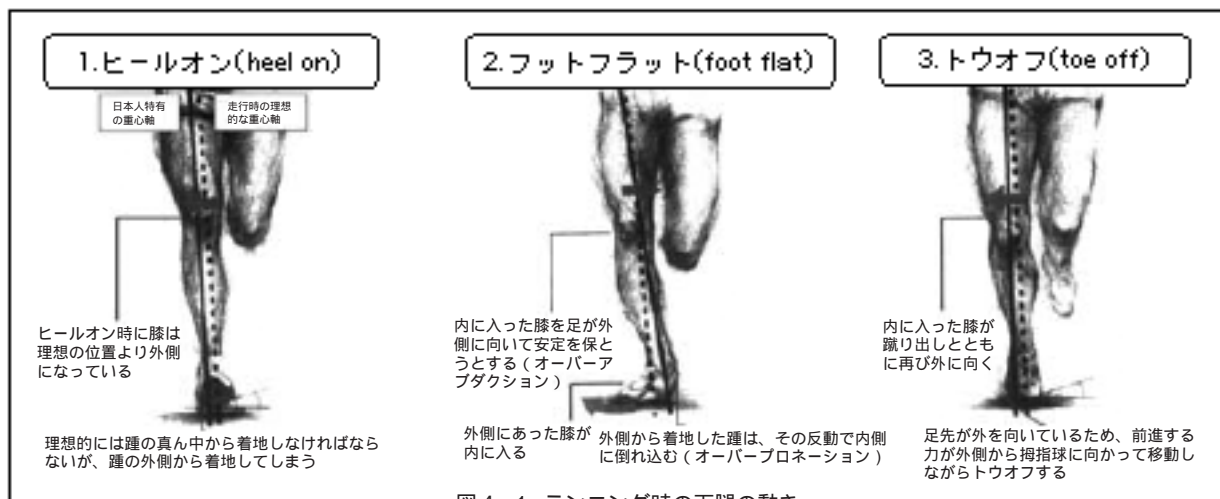 1.ヒールオン(heel on)
日本人特有
の重心軸
走行時の理想
的な重心軸
ヒールオン時に膝は
理想の位置より外側
になっている
理想的には踵の真ん中から着地しなければなら
ないが、踵の外側から着地してしまう
2.フットフラット(foot flat)
内に入った膝を足が外
側に向いて安定を保と
うとする(オーバーア
ブダクション)
外側にあった膝が
内に入る
外側から着地した踵は、その反動で内側
に倒れ込む(オーバープロネーション)
3.トウオフ(toe off)
内に入った膝が
蹴り出しととも
に再び外に向く
足先が外を向いているため、前進する
力が外側から拇指球に向かって移動し
ながらトウオフする